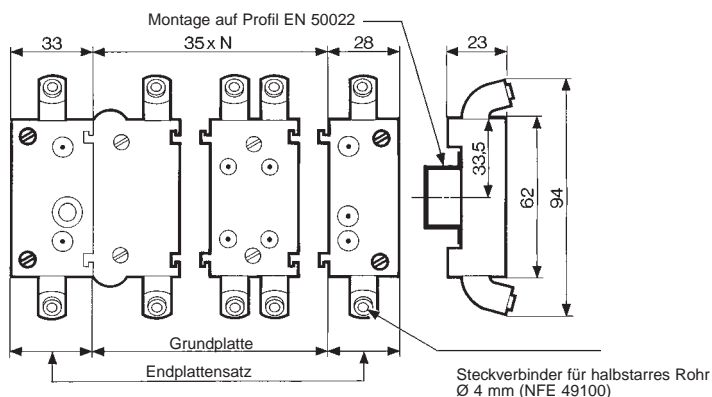 Montage auf Profil EN 50022
33
35 x N
28
23
33,5
62
94
Grundplatte
Endplattensatz
Steckverbinder für halbstarres Rohr
Ø 4 mm (NFE 49100)